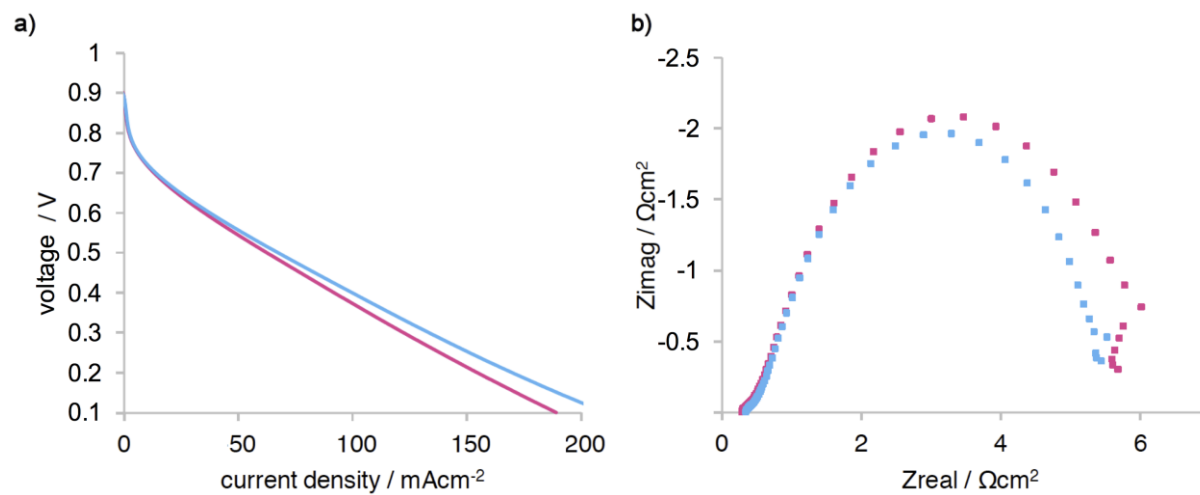 a)
1
0.9
0.8
0.7
0.6
0.5
0.4
0.3
0.2
0.1
voltage / V
0 50 100 150 200
current density / mAcm-2
b)
-2.5
-2
-1.5
-1
-0.5
Zimag / Ωcm2
0 2 4 6
Zreal / Ωcm2